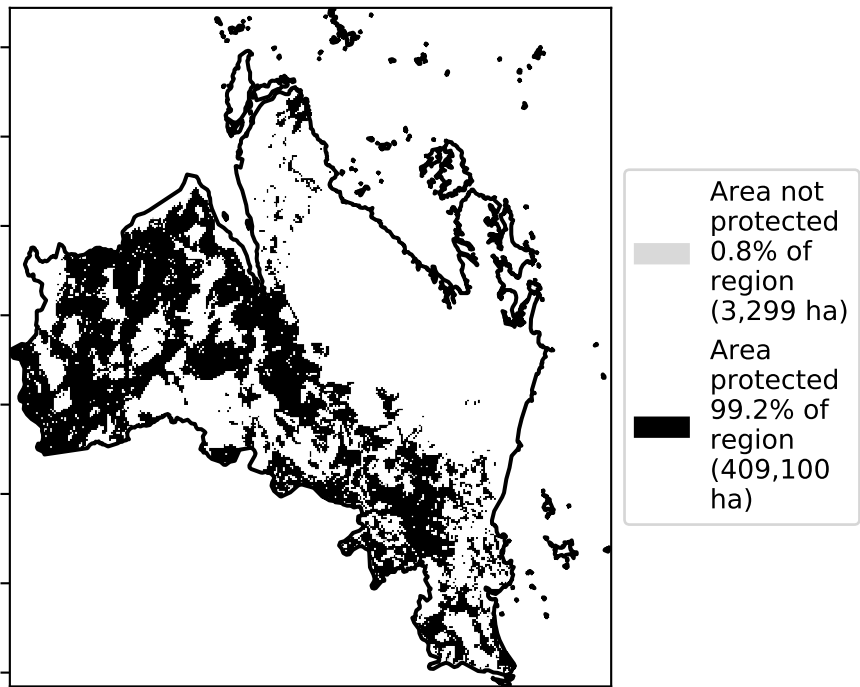 Area not
protected
0.8% of
region
(3,299 ha)
Area
protected
99.2% of
region
(409,100
ha)